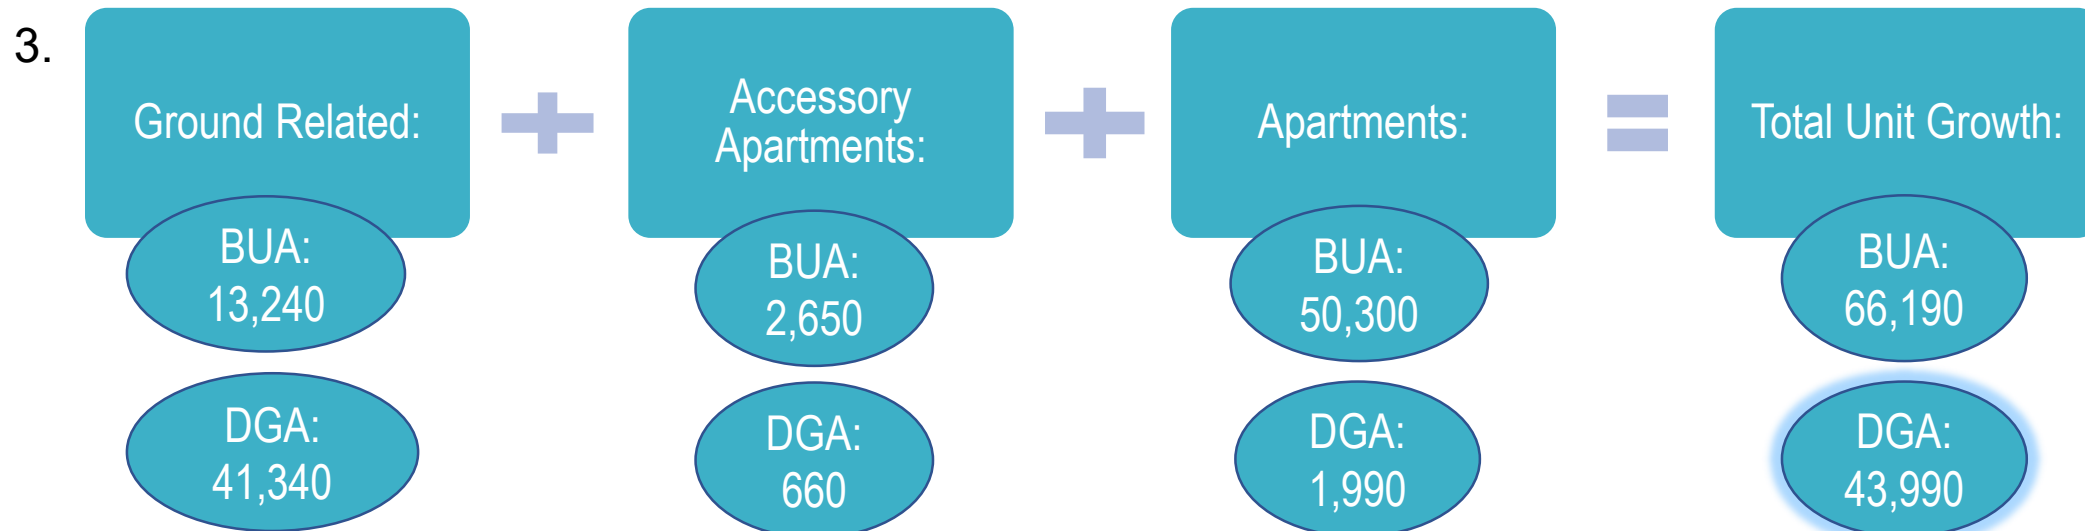 3.
Ground Related:
Accessory
Apartments:
Apartments:
Total Unit Growth:
BUA:
13,240
BUA:
2,650
BUA:
50,300
BUA:
66,190
DGA:
41,340
DGA:
660
DGA:
1,990
DGA:
43,990